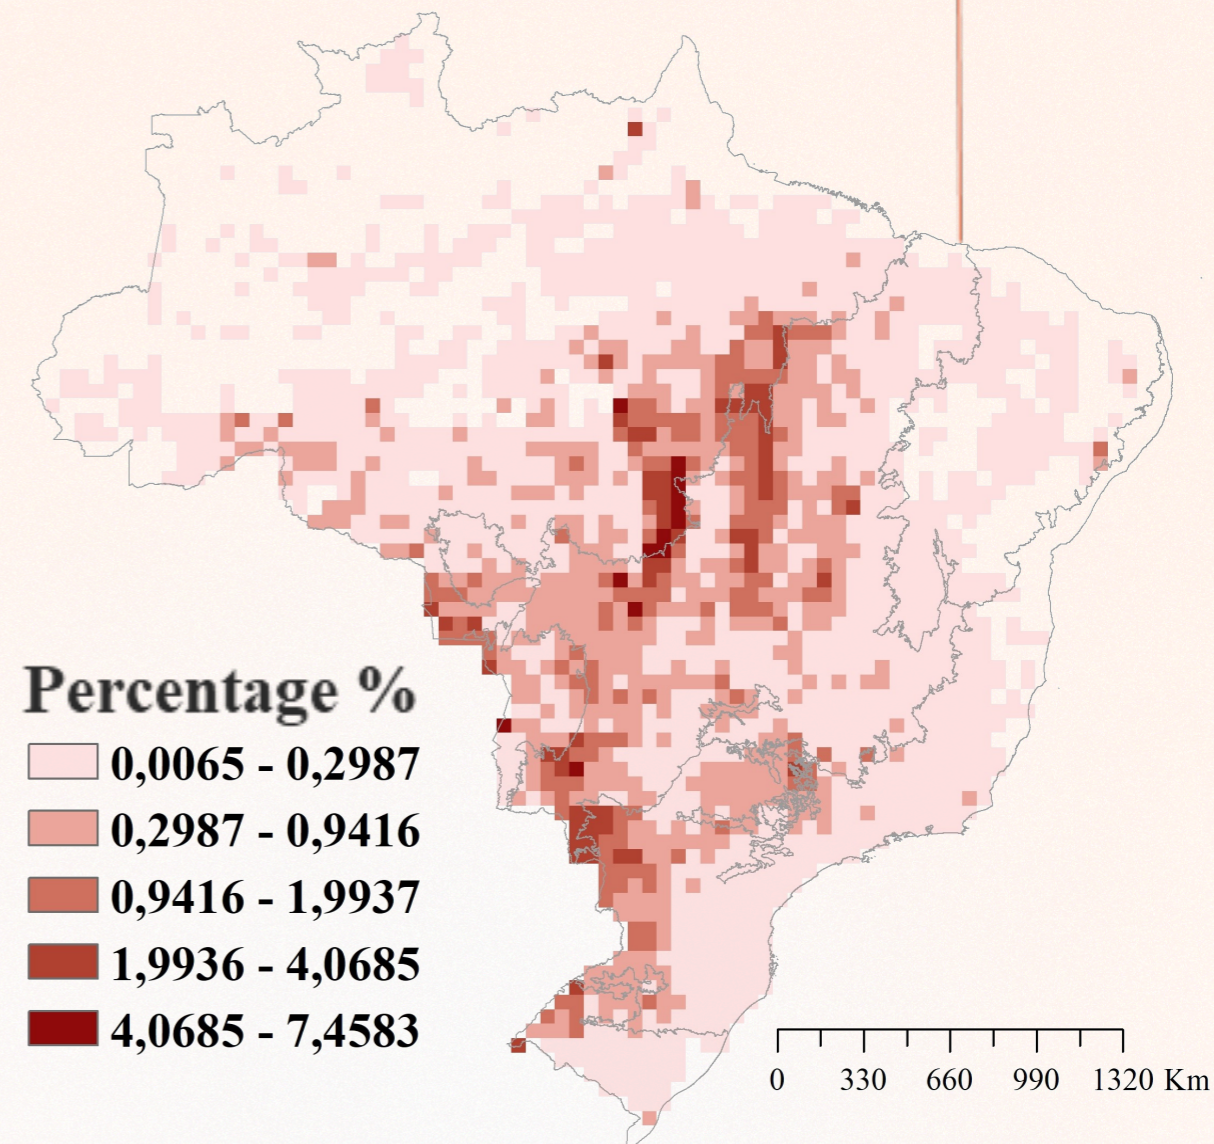 Percentage %
0,0065 - 0,2987
0,2987 - 0,9416
0,9416 - 1,9937
1,9936 - 4,0685
4,0685 - 7,4583
0 330 660 990 1320 Km